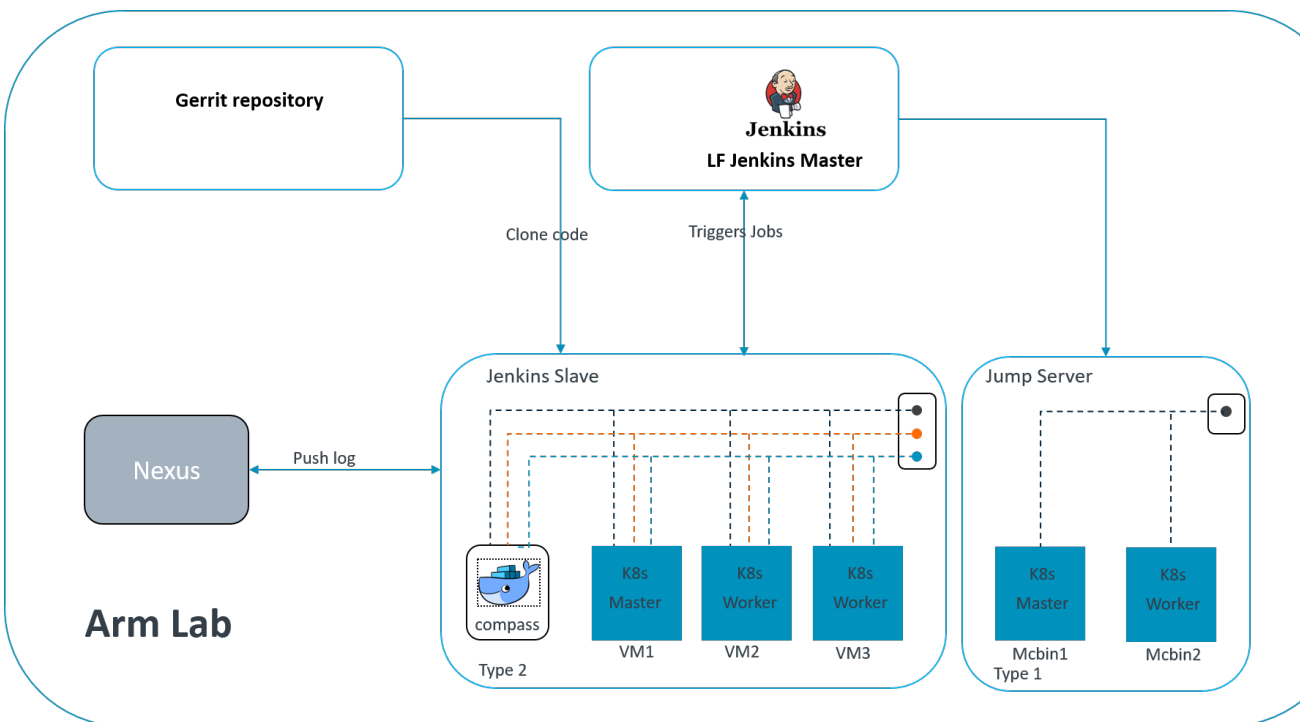 Gerrit repository
Jenkins
LF Jenkins Master
Clone code
Triggers Jobs
Jenkins Slave
Jump Server
Nexus
Push log
compass
K8s
Master
K8s
Worker
K8s
Worker
K8s
Master
K8s
Worker
VM1
VM2
VM3
Mcbin1
Mcbin2
Type 2
Type 1
Arm Lab